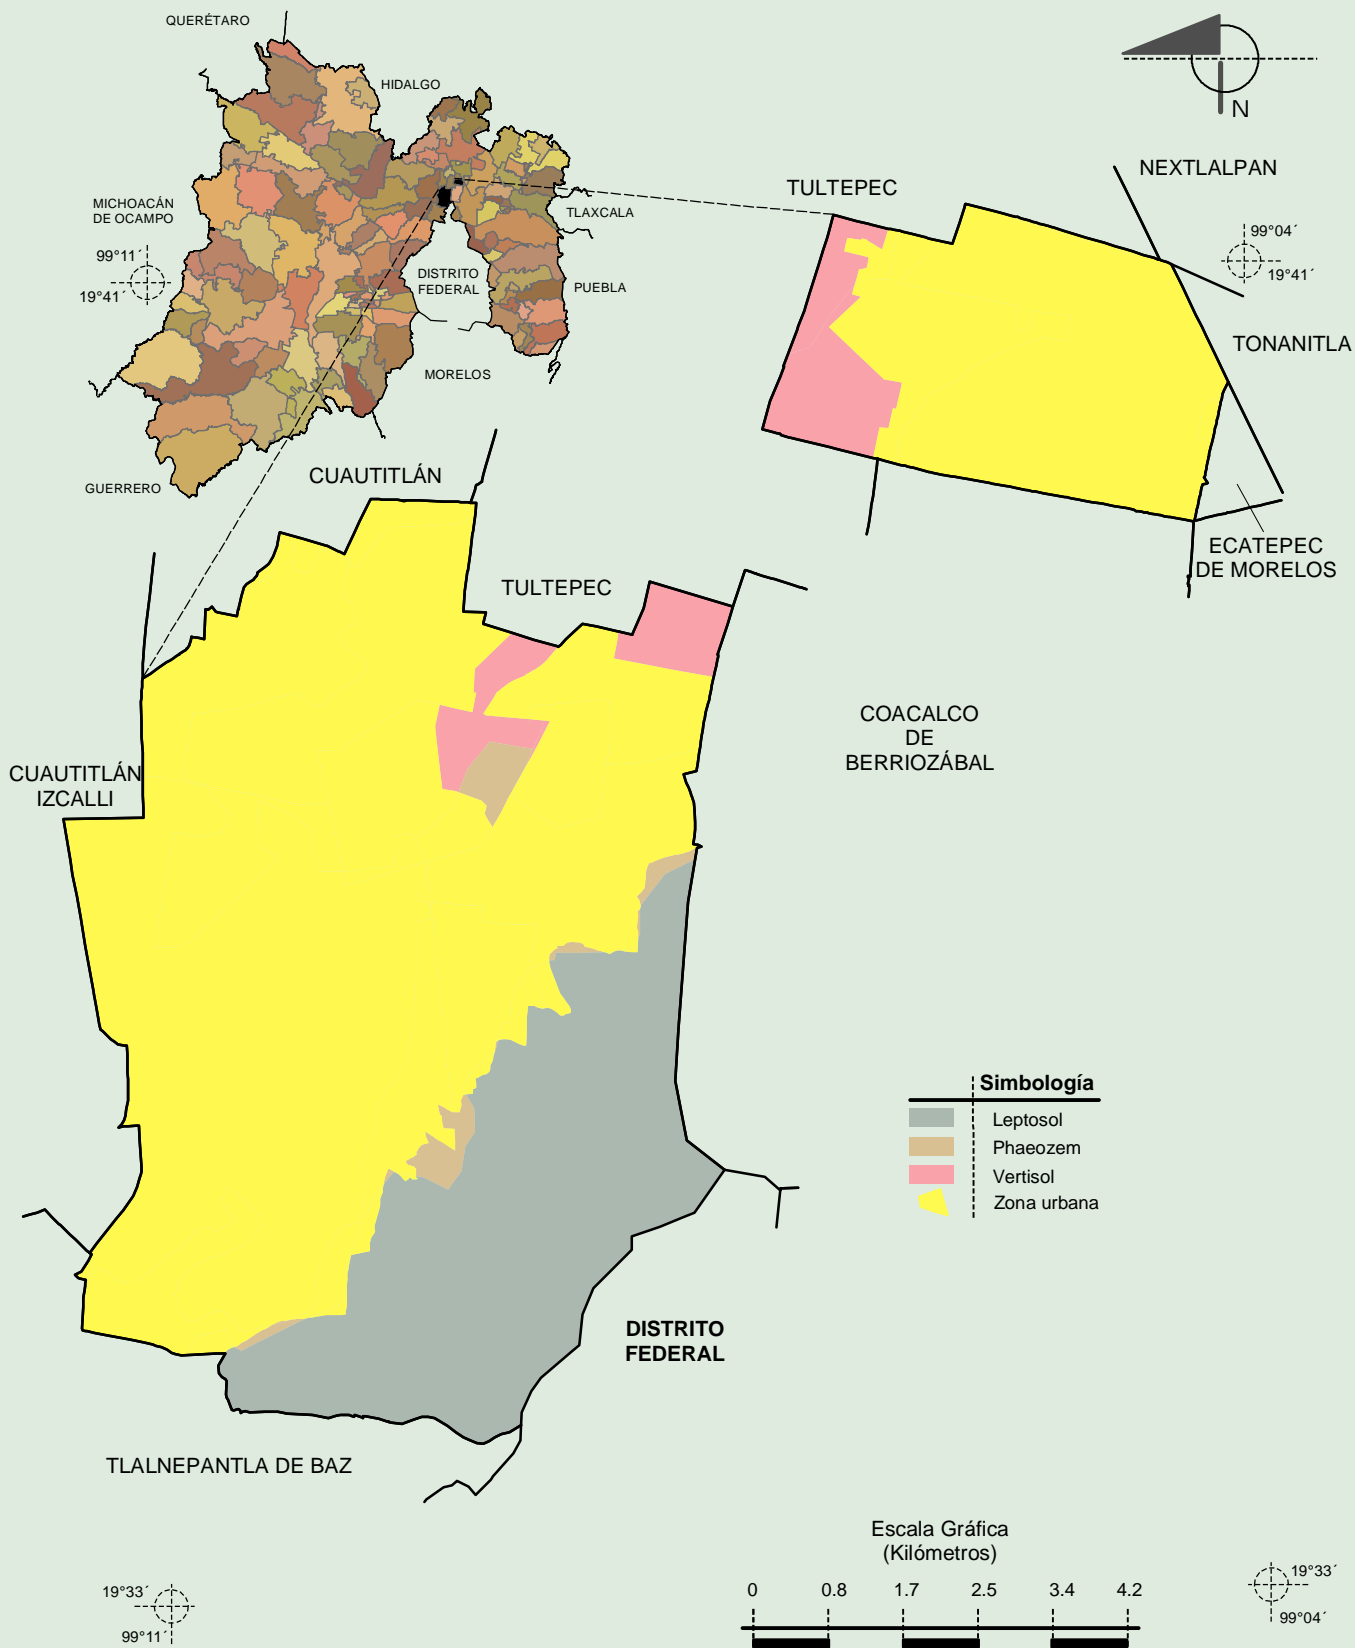 QUERÉTARO
HIDALGO
MICHOACÁN
DE OCAMPO
99°11´
19°41´
TLAXCALA
DISTRITO
FEDERAL
PUEBLA
MORELOS
GUERRERO
N
NEXTLALPAN
TULTEPEC
99°04´
19°41´
TONANITLA
ECATEPEC
DE MORELOS
CUAUTITLÁN
TULTEPEC
COACALCO
DE
BERRIOZÁBAL
CUAUTITLÁN
IZCALLI
Simbología
Leptosol
Phaeozem
Vertisol
Zona urbana
DISTRITO
FEDERAL
TLALNEPANTLA DE BAZ
Escala Gráfica
(Kilómetros)
0 0.8 1.7 2.5 3.4 4.2
19°33´
99°11´
19°33´
99°04´